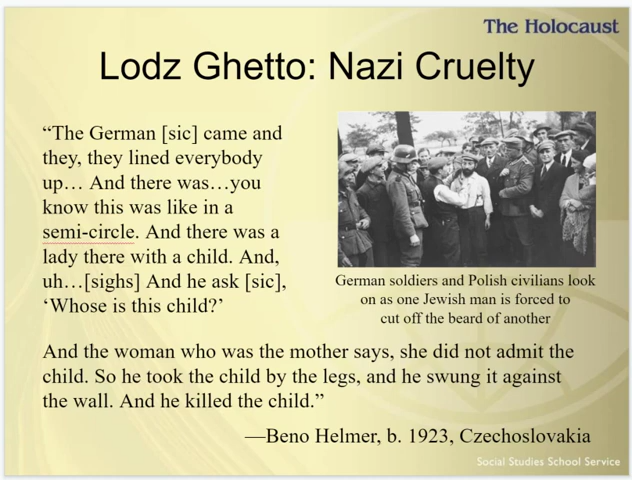 The Holocaust
Lodz Ghetto: Nazi Cruelty
“The German [sic] came and
they, they lined everybody
up… And there was…you
know this was like in a
semi-circle. And there was a
lady there with a child. And,
uh…[sighs] And he ask [sic],
‘Whose is this child?’
German soldiers and Polish civilians look
on as one Jewish man is forced to
cut off the beard of another
And the woman who was the mother says, she did not admit the
child. So he took the child by the legs, and he swung it against
the wall. And he killed the child.”
—Beno Helmer, b. 1923, Czechoslovakia
Social Studies School Service